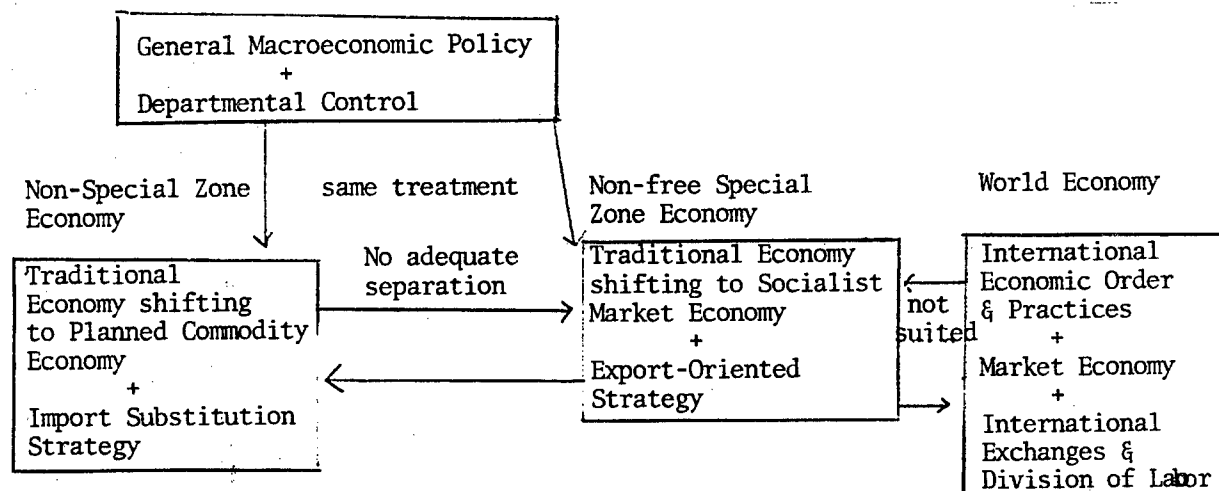 General Macroeconomic Policy
+
Departmental Control
Non-Special Zone
Economy
same treatment
Non-free Special
Zone Economy
World Economy
Traditional
Economy shifting
to Planned Commodity
Economy
+
Import Substitution
Strategy
No adequate
separation
Traditional Economy
shifting to Socialist
Market Economy
+
Export-Oriented
Strategy
not
suited
International
Economic Order
& Practices
+
Market Economy
+
International
Exchanges &
Division of Labor